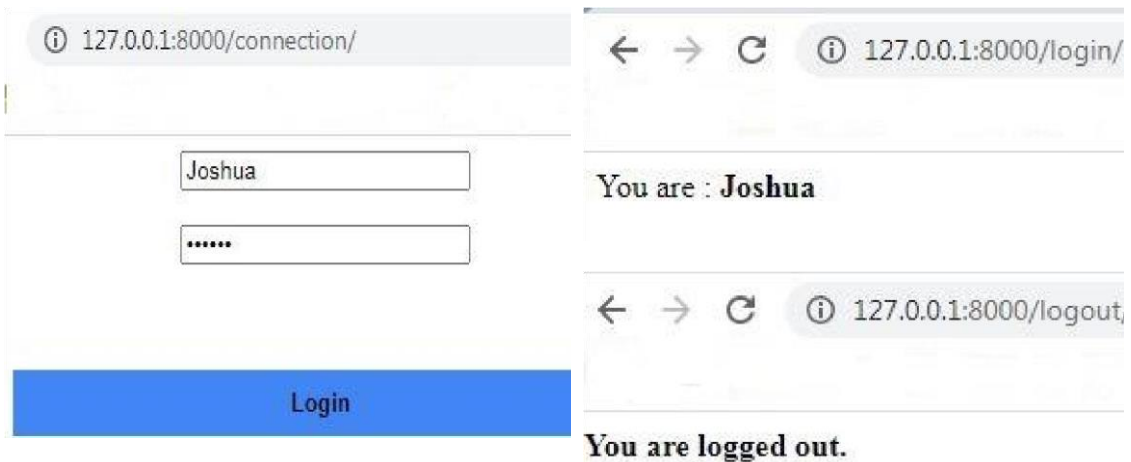 127.0.0.1:8000/connection/
Joshua
••••••
Login
127.0.0.1:8000/login/
You are : Joshua
127.0.0.1:8000/logout/
You are logged out.